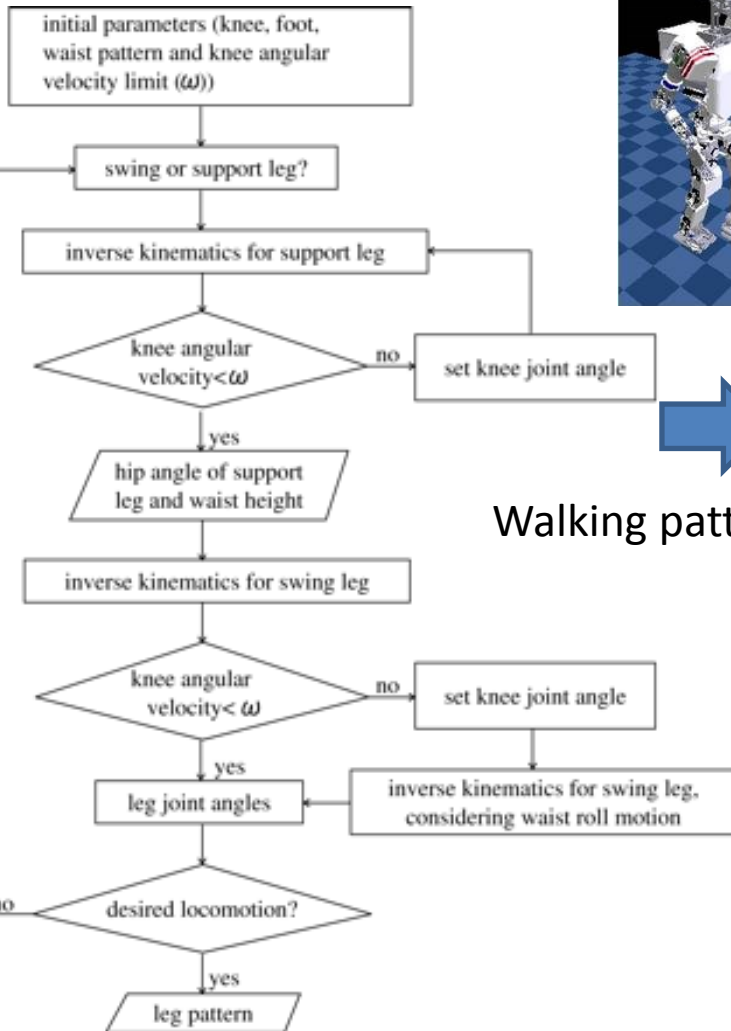 initial parameters (knee, foot,
waist pattern and knee angular
velocity limit (ω))
swing or support leg?
inverse kinematics for support leg
knee angular
velocity<ω
no
set knee joint angle
yes
hip angle of support
leg and waist height
Walking patt
inverse kinematics for swing leg
knee angular
velocity< ω
no
set knee joint angle
yes
leg joint angles
inverse kinematics for swing leg,
considering waist roll motion
no
desired locomotion?
yes
leg pattern